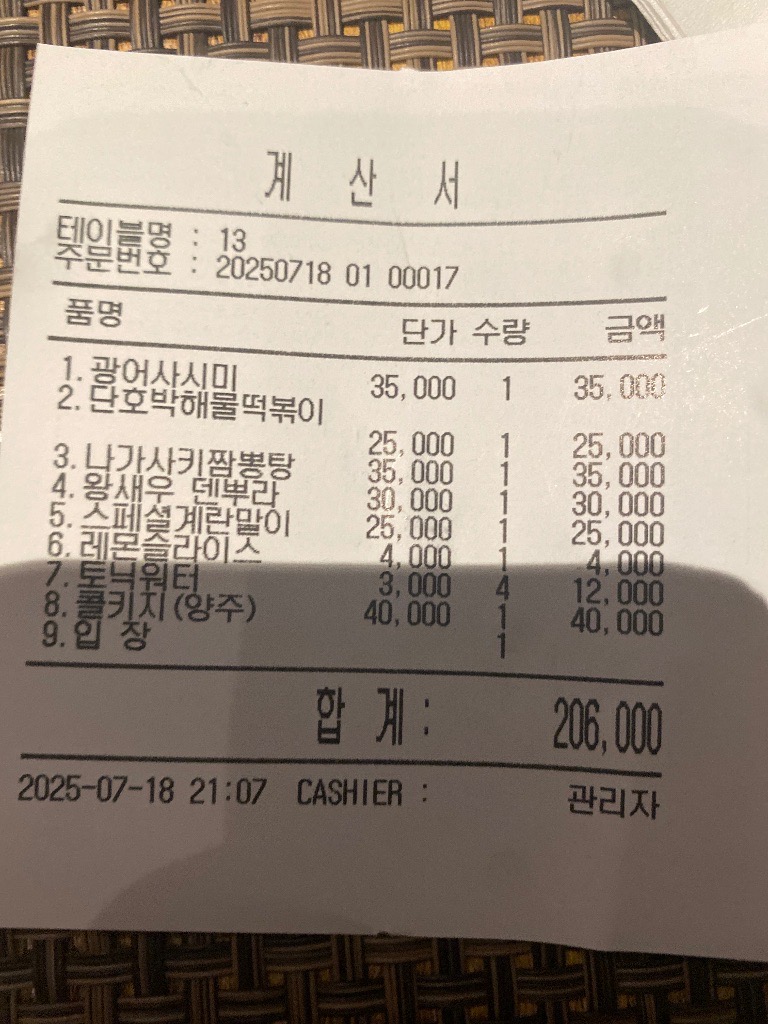 계 산 서
테이블명 : 13
주문번호 : 20250718 01 00017
품명 단가 수량 금액
1. 광어사시미 35,000 1 35,000
2. 단호박해물떡볶이
25,000 1 25,000
3. 나가사키짬뽕탕 35,000 1 35,000
4. 왕새우 덴뿌라 30,000 1 30,000
5. 스페셜계란말이 25,000 1 25,000
6. 레몬슬라이스 4,000 1 4,000
7. 토닉워터 3,000 4 12,000
8. 콜키지(양주) 40,000 1 40,000
9. 입 장 1
합 계 : 206,000
2025-07-18 21:07 CASHIER : 관리자